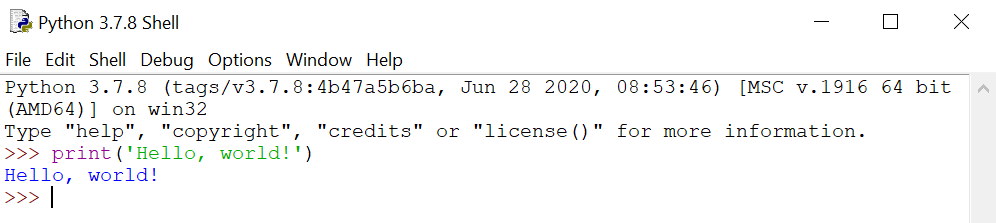 Python 3.7.8 Shell
File Edit Shell Debug Options Window Help
Python 3.7.8 (tags/v3.7.8:4b47a5b6ba, Jun 28 2020, 08:53:46) [MSC v.1916 64 bit
(AMD64)] on win32
Type "help", "copyright", "credits" or "license()" for more information.
>>> print('Hello, world!')
Hello, world!
>>>